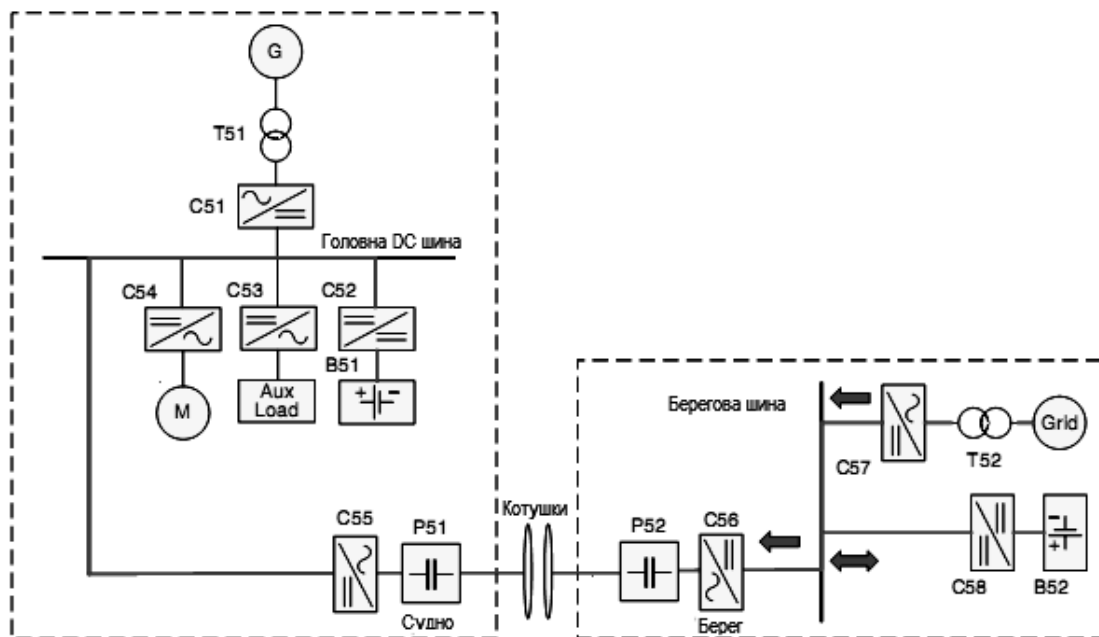 G
T51
C51
Головна DC шина
C54
C53
C52
B51
+ -
M
Aux
Load
Берегова шина
C57
T52
Grid
C55
P51
Котушки
P52
C56
-
+
C58
B52
Судно
Берег